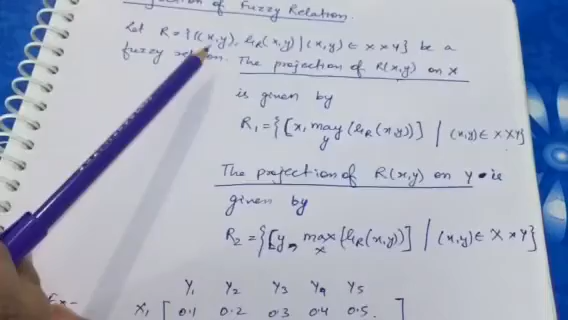 of Fuzzy Relation.
Let R = {((x,y), μR(x,y) | (x,y) ∈ X × Y} be a
fuzzy relation. The projection of R(x,y) on X
is given by
R1 = {[x, max y (μR(x,y))] | (x,y) ∈ X × Y}
The projection of R(x,y) on Y is
given by
R2 = {[y, max x (μR(x,y))] | (x,y) ∈ X × Y}
Y1 Y2 Y3 Y4 Y5
Ex-
X1 [ 0.1 0.2 0.3 0.4 0.5. ]